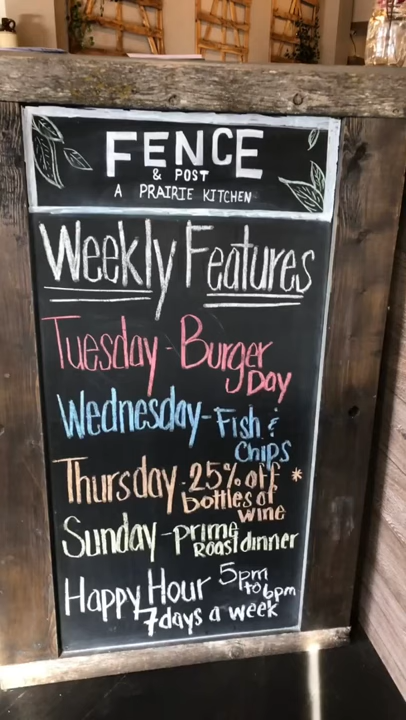 FENCE
& POST
A PRAIRIE KITCHEN
Weekly Features
Tuesday - Burger
Day
Wednesday - Fish &
Chips
Thursday - 25% off *
bottles of
wine
Sunday - prime
Roast dinner
Happy Hour 5pm
to 6pm
7 days a week